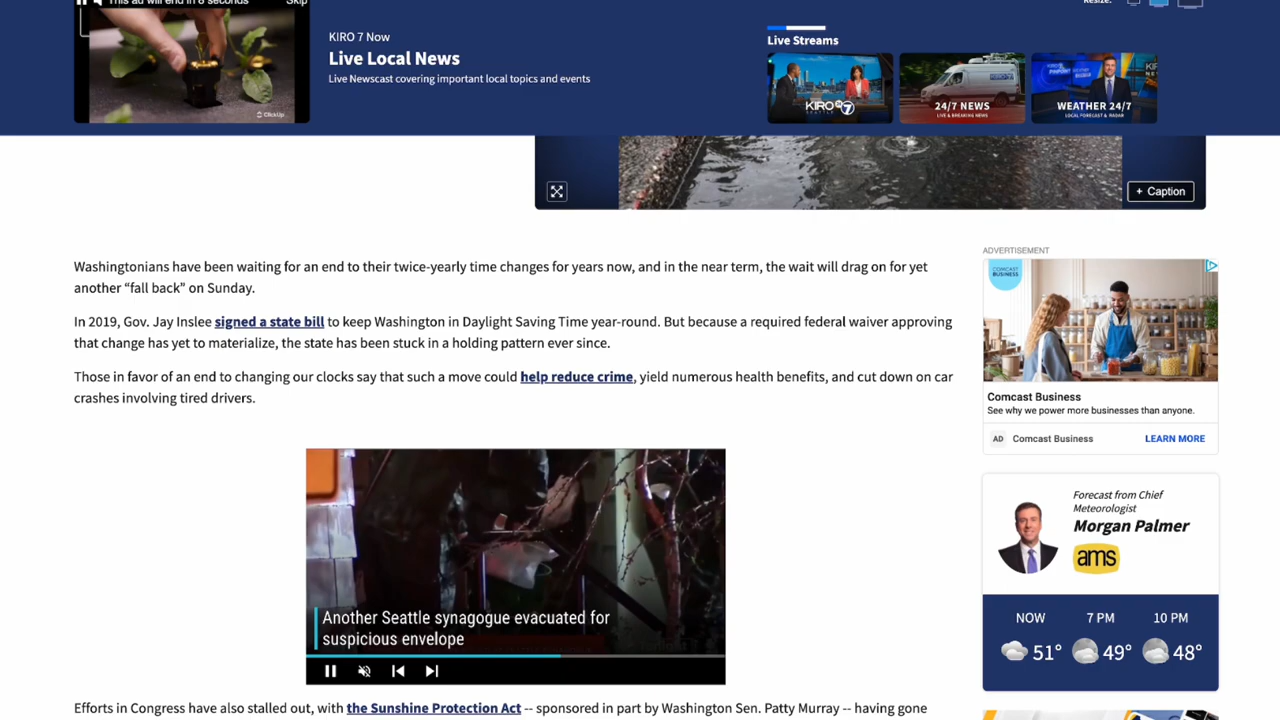 This ad will end in 8 seconds
Skip
Resize:
KIRO 7 Now
Live Local News
Live Newscast covering important local topics and events
ClickUp
Live Streams
KIRO 7
SEATTLE
24/7 NEWS
LIVE & BREAKING NEWS
WEATHER 24/7
LOCAL FORECAST & RADAR
+ Caption
Washingtonians have been waiting for an end to their twice-yearly time changes for years now, and in the near term, the wait will drag on for yet
another “fall back” on Sunday.
In 2019, Gov. Jay Inslee signed a state bill to keep Washington in Daylight Saving Time year-round. But because a required federal waiver approving
that change has yet to materialize, the state has been stuck in a holding pattern ever since.
Those in favor of an end to changing our clocks say that such a move could help reduce crime, yield numerous health benefits, and cut down on car
crashes involving tired drivers.
Another Seattle synagogue evacuated for
suspicious envelope
Efforts in Congress have also stalled out, with the Sunshine Protection Act -- sponsored in part by Washington Sen. Patty Murray -- having gone
ADVERTISEMENT
COMCAST
BUSINESS
Comcast Business
See why we power more businesses than anyone.
AD Comcast Business LEARN MORE
Forecast from Chief
Meteorologist
Morgan Palmer
ams
NOW 7 PM 10 PM
51° 49° 48°